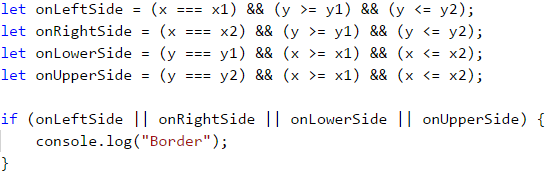 let onLeftSide = (x === x1) && (y >= y1) && (y <= y2);
let onRightSide = (x === x2) && (y >= y1) && (y <= y2);
let onLowerSide = (y === y1) && (x >= x1) && (x <= x2);
let onUpperSide = (y === y2) && (x >= x1) && (x <= x2);

if (onLeftSide || onRightSide || onLowerSide || onUpperSide) {
    console.log("Border");
}